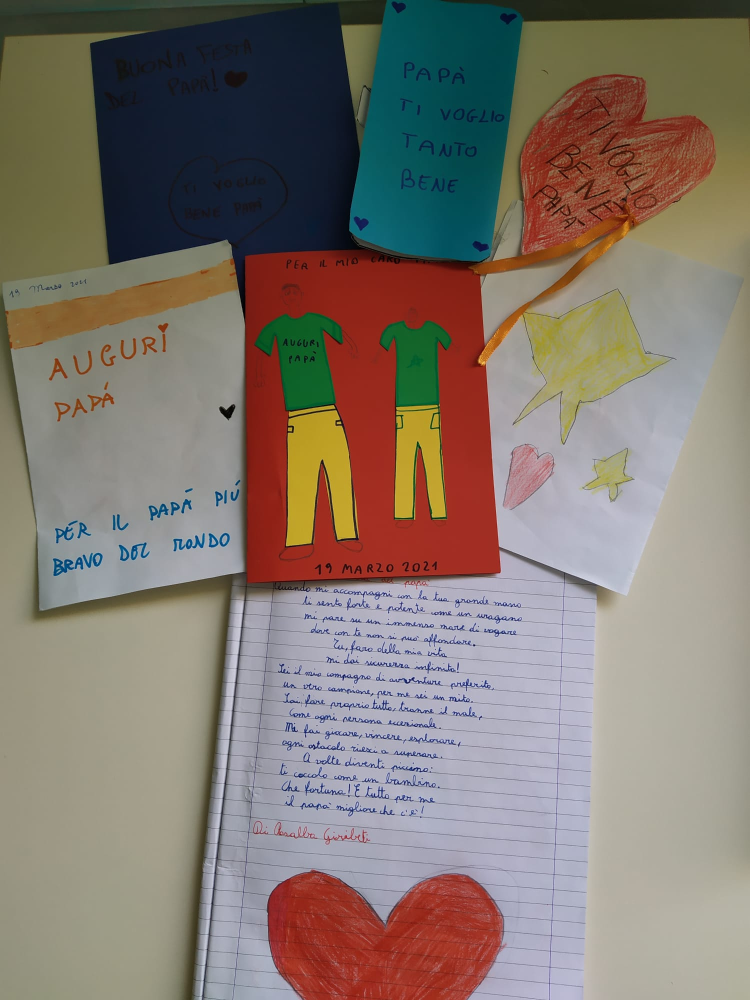 BUONA FESTA
DEL PAPÀ!
TI VOGLIO
BENE PAPÀ
PAPÀ
TI VOGLIO
TANTO
BENE
TI VOGLIO
BENE
PAPÀ
19 Marzo 2021
AUGURI
PAPÁ
PÉR IL PAPÁ PIÚ
BRAVO DEL MONDO
PER IL MIO CARO
AUGURI
PAPÀ
19 MARZO 2021
del papà
Quando mi accompagni con la tua grande mano
ti sento forte e potente come un uragano
mi pare su un immenso mare di vogare
dove con te non si può affondare.
Tu, faro della mia vita
mi dai sicurezza infinita!
Sei il mio compagno di avventure preferito,
un vero campione, per me sei un mito.
Sai fare proprio tutto, tranne il male,
Come ogni persona eccezionale.
Mi fai giocare, vincere, esplorare,
ogni ostacolo riesci a superare.
A volte diventi piccino:
ti coccolo come un bambino.
Che fortuna! È tutto per me
il papà migliore che c'è!
Di Rosalba Giribeti